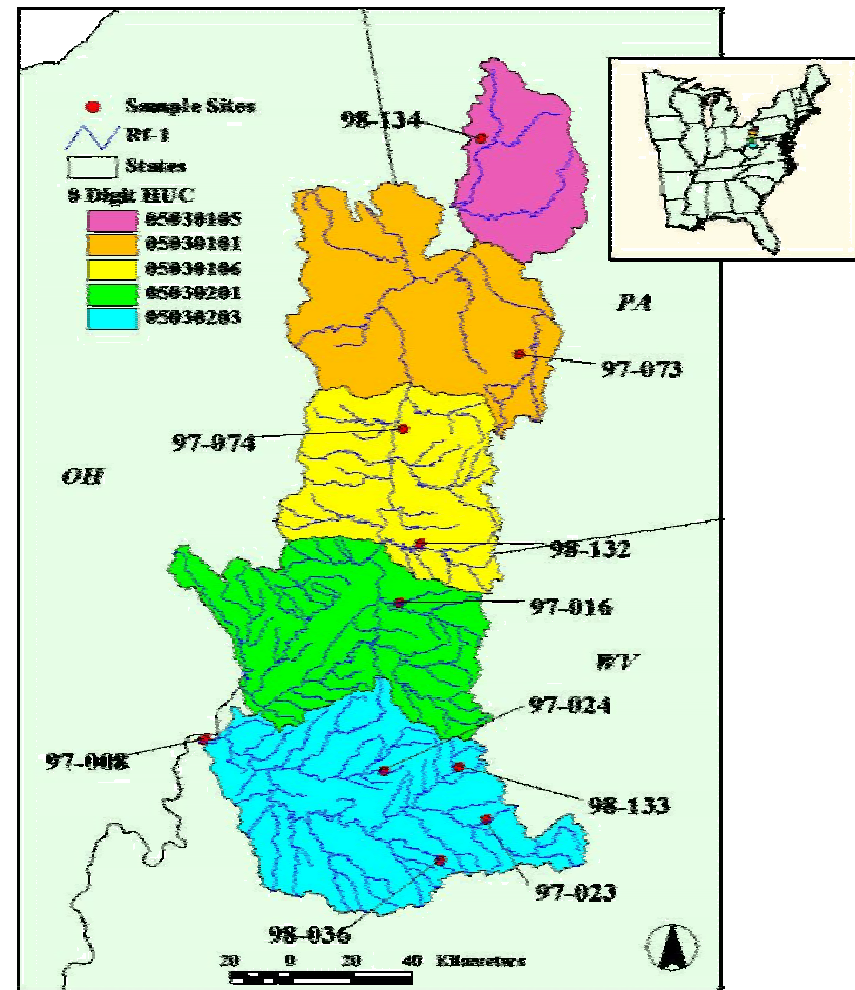 Sample Sites
Rf-1
States
8 Digit HUC
05030105
05030101
05030106
05030201
05030203
98-134
PA
97-073
97-074
OH
98-132
97-016
WV
97-024
97-008
98-133
97-023
98-036
20 0 20 40 Kilometers